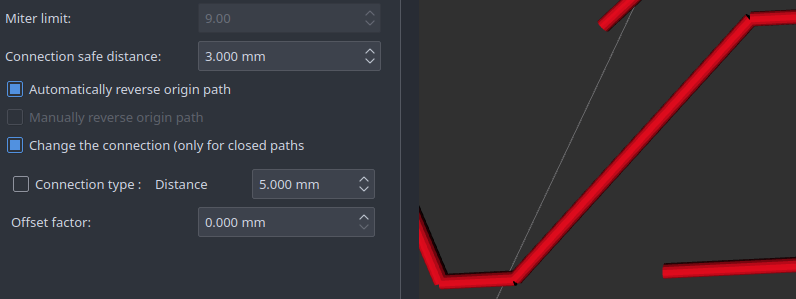 Miter limit: 9.00
Connection safe distance: 3.000 mm
Automatically reverse origin path
Manually reverse origin path
Change the connection (only for closed paths
Connection type : Distance 5.000 mm
Offset factor: 0.000 mm